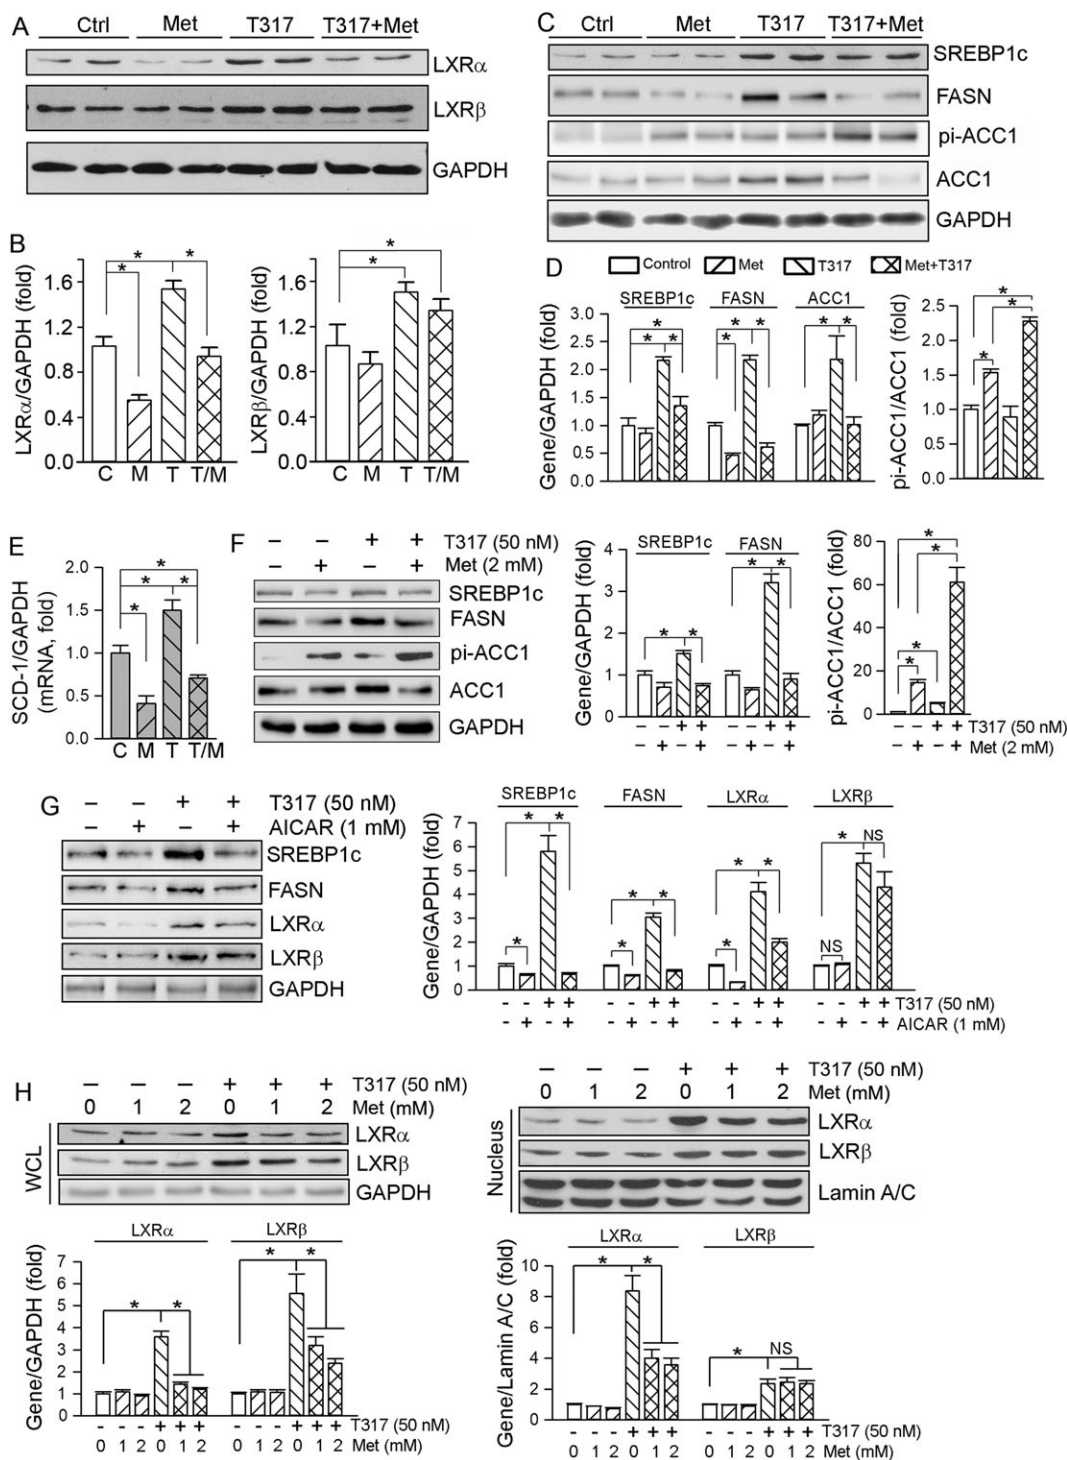 A
Ctrl Met T317 T317+Met
LXRα
LXRβ
GAPDH
B
LXRα/GAPDH (fold)
1.6
1.2
0.8
0.4
0.0
* * *
C M T T/M
LXRβ/GAPDH (fold)
1.6
1.2
0.8
0.4
0.0
*
*
C M T T/M
C
Ctrl Met T317 T317+Met
SREBP1c
FASN
pi-ACC1
ACC1
GAPDH
D
Control Met T317 Met+T317
SREBP1c FASN ACC1
Gene/GAPDH (fold)
3.0
2.5
2.0
1.5
1.0
0.5
0.0
*
* * * * * * *
*
pi-ACC1/ACC1 (fold)
2.5
2.0
1.5
1.0
0.5
0.0
*
*
*
E
SCD-1/GAPDH
(mRNA, fold)
2.0
1.5
1.0
0.5
0.0
*
* *
*
C M T T/M
F
– – + + T317 (50 nM)
– + – + Met (2 mM)
SREBP1c
FASN
pi-ACC1
ACC1
GAPDH
SREBP1c FASN
Gene/GAPDH (fold)
4
3
2
1
0
* * * *
- - + + - - + +
- + - + - + - +
pi-ACC1/ACC1 (fold)
80
60
40
20
0
*
*
*
*
- - + + T317 (50 nM)
- + - + Met (2 mM)
G
– – + + T317 (50 nM)
– + – + AICAR (1 mM)
SREBP1c
FASN
LXRα
LXRβ
GAPDH
SREBP1c FASN LXRα LXRβ
Gene/GAPDH (fold)
7
6
5
4
3
2
1
0
* * * * * * * NS
* * * NS
- - + + - - + + - - + + - - + + T317 (50 nM)
- + - + - + - + - + - + - + - + AICAR (1 mM)
H
– – – + + + T317 (50 nM)
0 1 2 0 1 2 Met (mM)
WCL
LXRα
LXRβ
GAPDH
LXRα LXRβ
Gene/GAPDH (fold)
7
6
5
4
3
2
1
0
* * * *
- - - + + + - - - + + + T317 (50 nM)
0 1 2 0 1 2 0 1 2 0 1 2 Met (mM)
– – – + + + T317 (50 nM)
0 1 2 0 1 2 Met (mM)
Nucleus
LXRα
LXRβ
Lamin A/C
LXRα LXRβ
Gene/Lamin A/C (fold)
10
8
6
4
2
0
* * * NS
- - - + + + - - - + + + T317 (50 nM)
0 1 2 0 1 2 0 1 2 0 1 2 Met (mM)